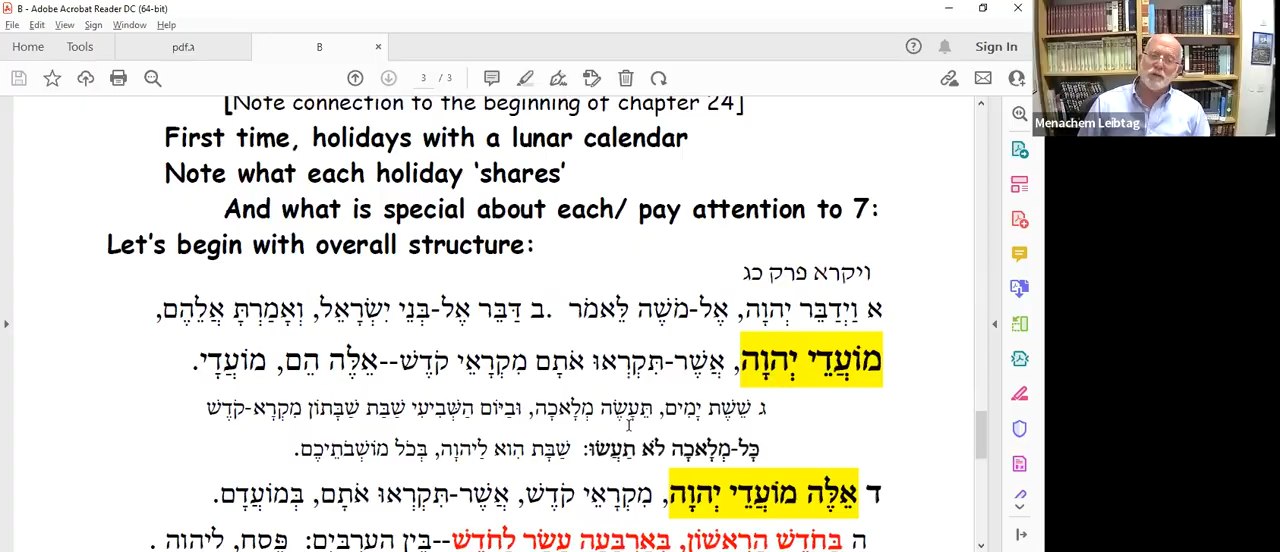 B - Adobe Acrobat Reader DC (64-bit)
File Edit View Sign Window Help
Home Tools ג.pdf B × Sign In
3 / 3
[Note connection to the beginning of chapter 24]
First time, holidays with a lunar calendar
Note what each holiday ‘shares’
And what is special about each/ pay attention to 7:
Let’s begin with overall structure:
ויקרא פרק כג
א וַיְדַבֵּר יְהוָה, אֶל-מֹשֶׁה לֵּאמֹר .ב דַּבֵּר אֶל-בְּנֵי יִשְׂרָאֵל, וְאָמַרְתָּ אֲלֵהֶם,
מוֹעֲדֵי יְהוָה, אֲשֶׁר-תִּקְרְאוּ אֹתָם מִקְרָאֵי קֹדֶשׁ--אֵלֶּה הֵם, מוֹעֲדָי.
ג שֵׁשֶׁת יָמִים, תֵּעָשֶׂה מְלָאכָה, וּבַיּוֹם הַשְּׁבִיעִי שַׁבַּת שַׁבָּתוֹן מִקְרָא-קֹדֶשׁ
כָּל-מְלָאכָה לֹא תַעֲשׂוּ: שַׁבָּת הִוא לַיהוָה, בְּכֹל מוֹשְׁבֹתֵיכֶם.
ד אֵלֶּה מוֹעֲדֵי יְהוָה, מִקְרָאֵי קֹדֶשׁ, אֲשֶׁר-תִּקְרְאוּ אֹתָם, בְּמוֹעֲדָם.
ה בַּחֹדֶשׁ הָרִאשׁוֹן, בְּאַרְבָּעָה עָשָׂר לַחֹדֶשׁ--בֵּין הָעַרְבָּיִם: פֶּסַח, לַיהוָה .
Menachem Leibtag